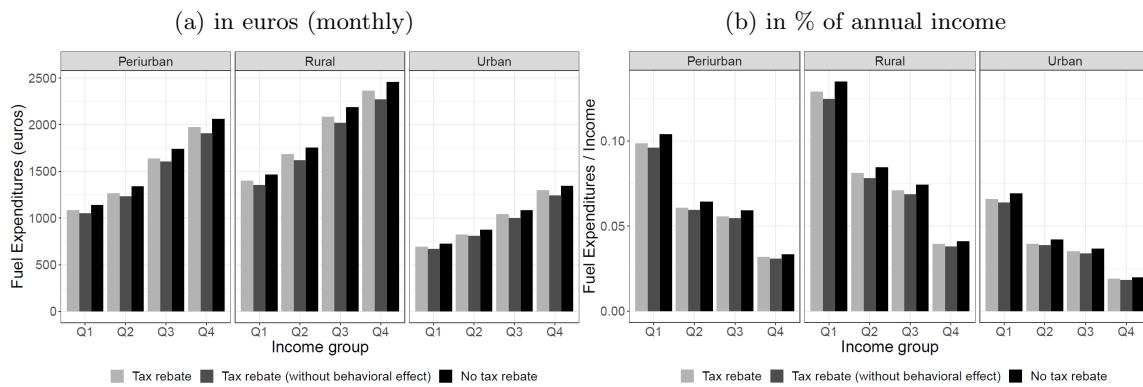 (a) in euros (monthly)
Periurban Rural Urban
Fuel Expenditures (euros)
2500
2000
1500
1000
500
0
Q1 Q2 Q3 Q4 Q1 Q2 Q3 Q4 Q1 Q2 Q3 Q4
Income group
Tax rebate Tax rebate (without behavioral effect) No tax rebate
(b) in % of annual income
Periurban Rural Urban
Fuel Expenditures / Income
0.10
0.05
0.00
Q1 Q2 Q3 Q4 Q1 Q2 Q3 Q4 Q1 Q2 Q3 Q4
Income group
Tax rebate Tax rebate (without behavioral effect) No tax rebate